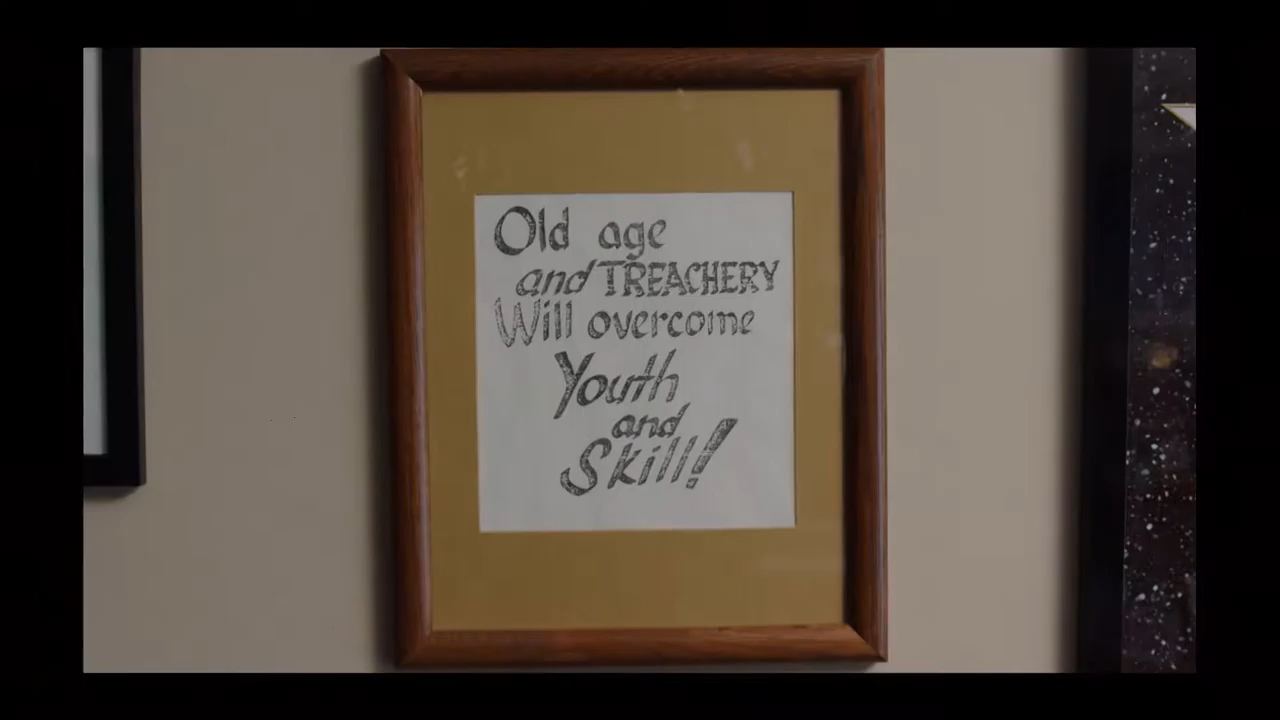 Old age
and TREACHERY
Will overcome
Youth
and
Skill!